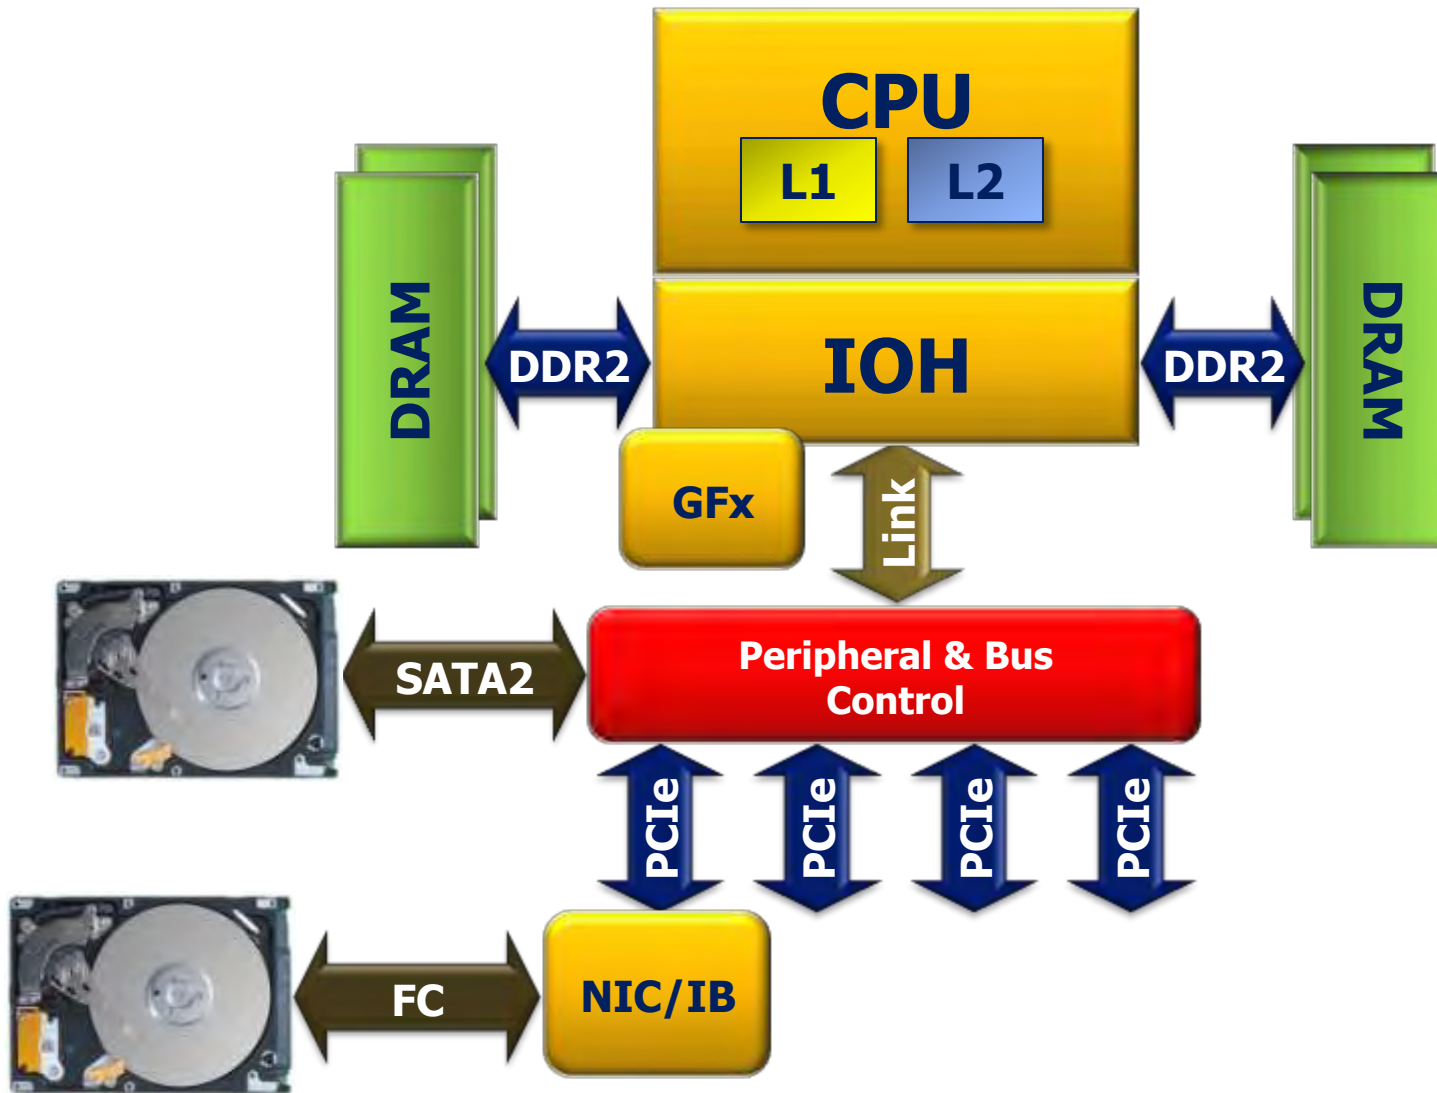 CPU
L1
L2
DRAM
DDR2
IOH
DDR2
DRAM
GFx
Link
SATA2
Peripheral & Bus
Control
PCIe
PCIe
PCIe
PCIe
FC
NIC/IB